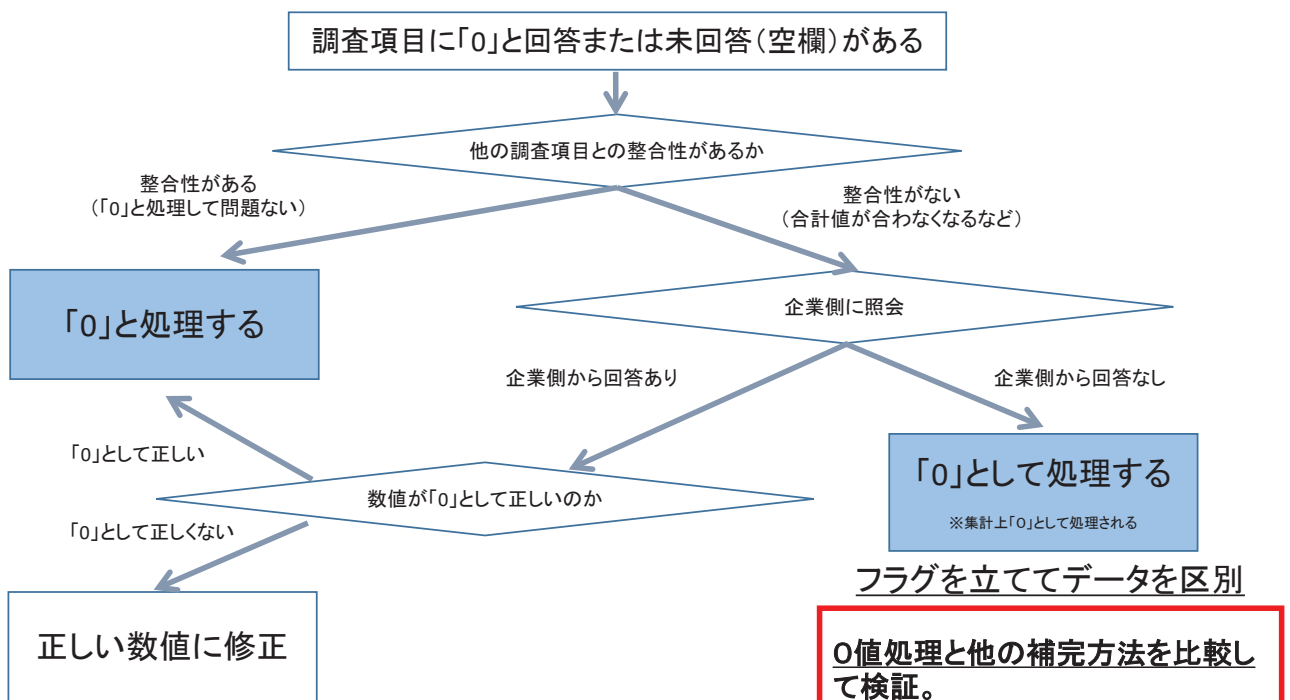 調査項目に「0」と回答または未回答（空欄）がある
他の調査項目との整合性があるか
整合性がある
（「0」と処理して問題ない）
整合性がない
（合計値が合わなくなるなど）
「0」と処理する
企業側に照会
企業側から回答あり
企業側から回答なし
「0」として正しい
数値が「0」として正しいのか
「0」として正しくない
「0」として処理する
※集計上「0」として処理される
フラグを立ててデータを区別
正しい数値に修正
0値処理と他の補完方法を比較し
て検証。